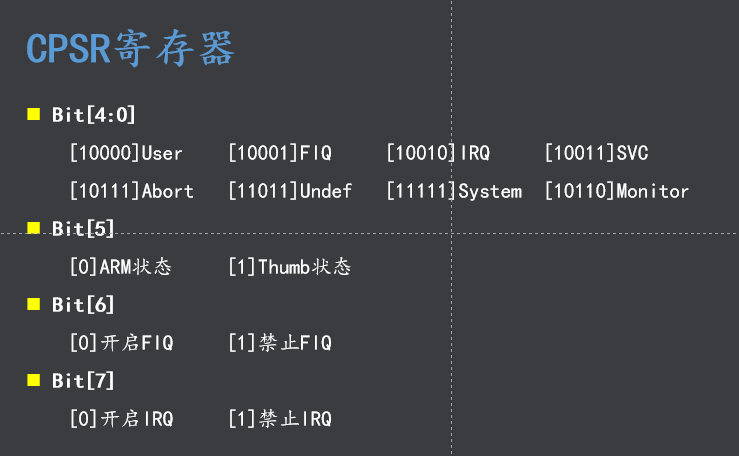 CPSR寄存器
Bit[4:0]
[10000]User [10001]FIQ [10010]IRQ [10011]SVC
[10111]Abort [11011]Undef [11111]System [10110]Monitor
Bit[5]
[0]ARM状态 [1]Thumb状态
Bit[6]
[0]开启FIQ [1]禁止FIQ
Bit[7]
[0]开启IRQ [1]禁止IRQ